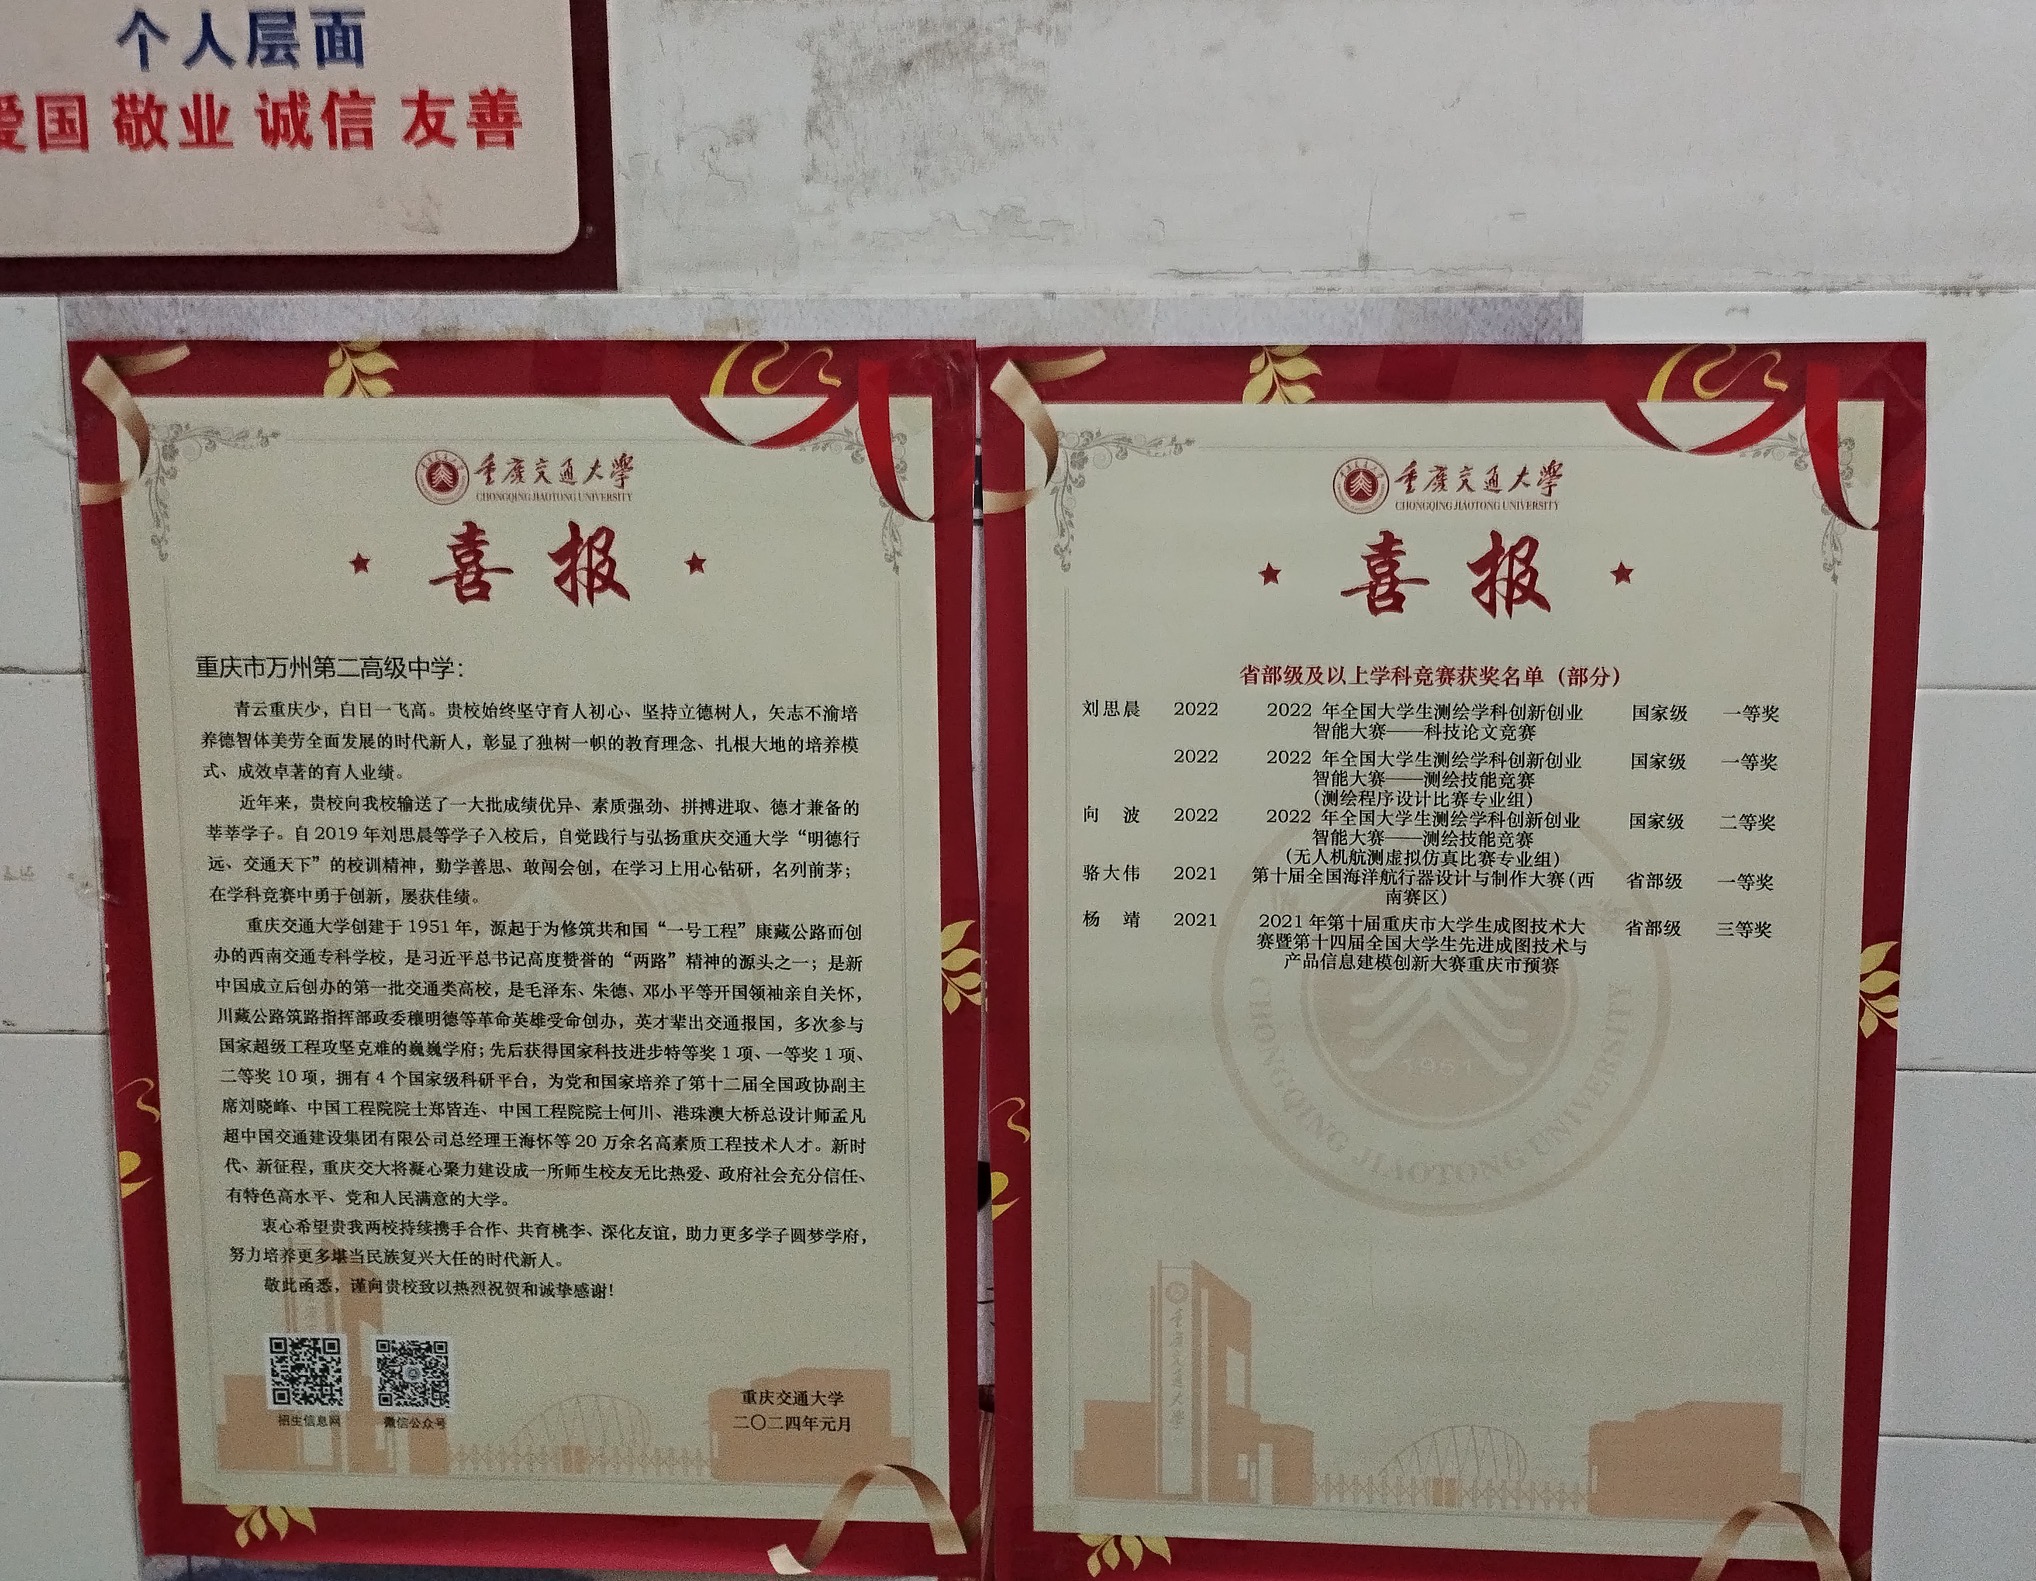 个人层面
爱国 敬业 诚信 友善
重庆交通大学
CHONGQING JIAOTONG UNIVERSITY
喜报
重庆市万州第二高级中学：
青云重庆少，白日一飞高。贵校始终坚守育人初心、坚持立德树人，矢志不渝培
养德智体美劳全面发展的时代新人，彰显了独树一帜的教育理念、扎根大地的培养模
式、成效卓著的育人业绩。
近年来，贵校向我校输送了一大批成绩优异、素质强劲、拼搏进取、德才兼备的
莘莘学子。自 2019 年刘思晨等学子入校后，自觉践行与弘扬重庆交通大学“明德行
远、交通天下”的校训精神，勤学善思、敢闯会创，在学习上用心钻研，名列前茅；
在学科竞赛中勇于创新，屡获佳绩。
重庆交通大学创建于 1951 年，源起于为修筑共和国“一号工程”康藏公路而创
办的西南交通专科学校，是习近平总书记高度赞誉的“两路”精神的源头之一；是新
中国成立后创办的第一批交通类高校，是毛泽东、朱德、邓小平等开国领袖亲自关怀，
川藏公路筑路指挥部政委穰明德等革命英雄受命创办，英才辈出交通报国，多次参与
国家超级工程攻坚克难的巍巍学府；先后获得国家科技进步特等奖 1 项、一等奖 1 项、
二等奖 10 项，拥有 4 个国家级科研平台，为党和国家培养了第十二届全国政协副主
席刘晓峰、中国工程院院士郑皆连、中国工程院院士何川、港珠澳大桥总设计师孟凡
超中国交通建设集团有限公司总经理王海怀等 20 万余名高素质工程技术人才。新时
代、新征程，重庆交大将凝心聚力建设成一所师生校友无比热爱、政府社会充分信任、
有特色高水平、党和人民满意的大学。
衷心希望贵我两校持续携手合作、共育桃李、深化友谊，助力更多学子圆梦学府，
努力培养更多堪当民族复兴大任的时代新人。
敬此函悉，谨向贵校致以热烈祝贺和诚挚感谢！
招生信息网 微信公众号
重庆交通大学
二〇二四年元月
重庆交通大学
CHONGQING JIAOTONG UNIVERSITY
喜报
省部级及以上学科竞赛获奖名单（部分）
刘思晨 2022 2022 年全国大学生测绘学科创新创业 国家级 一等奖
智能大赛——科技论文竞赛
2022 2022 年全国大学生测绘学科创新创业 国家级 一等奖
智能大赛——测绘技能竞赛
（测绘程序设计比赛专业组）
向 波 2022 2022 年全国大学生测绘学科创新创业 国家级 二等奖
智能大赛——测绘技能竞赛
（无人机航测虚拟仿真比赛专业组）
骆大伟 2021 第十届全国海洋航行器设计与制作大赛（西 省部级 一等奖
南赛区）
杨 靖 2021 2021 年第十届重庆市大学生成图技术大 省部级 三等奖
赛暨第十四届全国大学生先进成图技术与
产品信息建模创新大赛重庆市预赛
1951
CHONGQING JIAOTONG UNIVERSITY
重庆交通大学